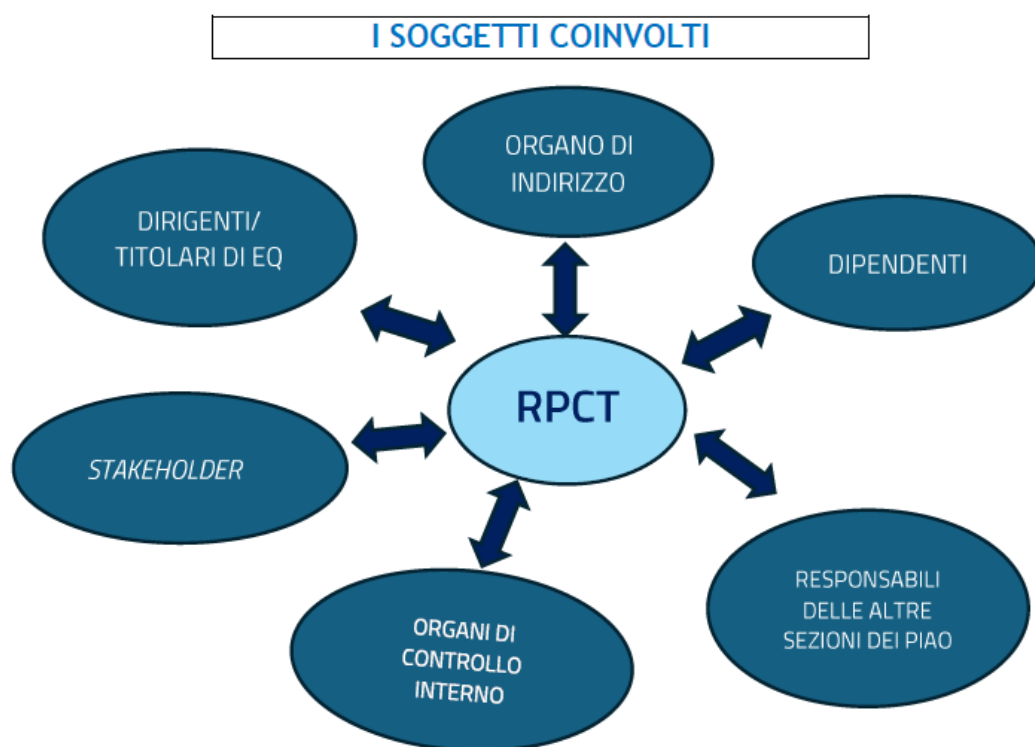 I SOGGETTI COINVOLTI
ORGANO DI
INDIRIZZO
DIRIGENTI/
TITOLARI DI EQ
DIPENDENTI
RPCT
STAKEHOLDER
RESPONSABILI
DELLE ALTRE
SEZIONI DEI PIAO
ORGANI DI
CONTROLLO
INTERNO